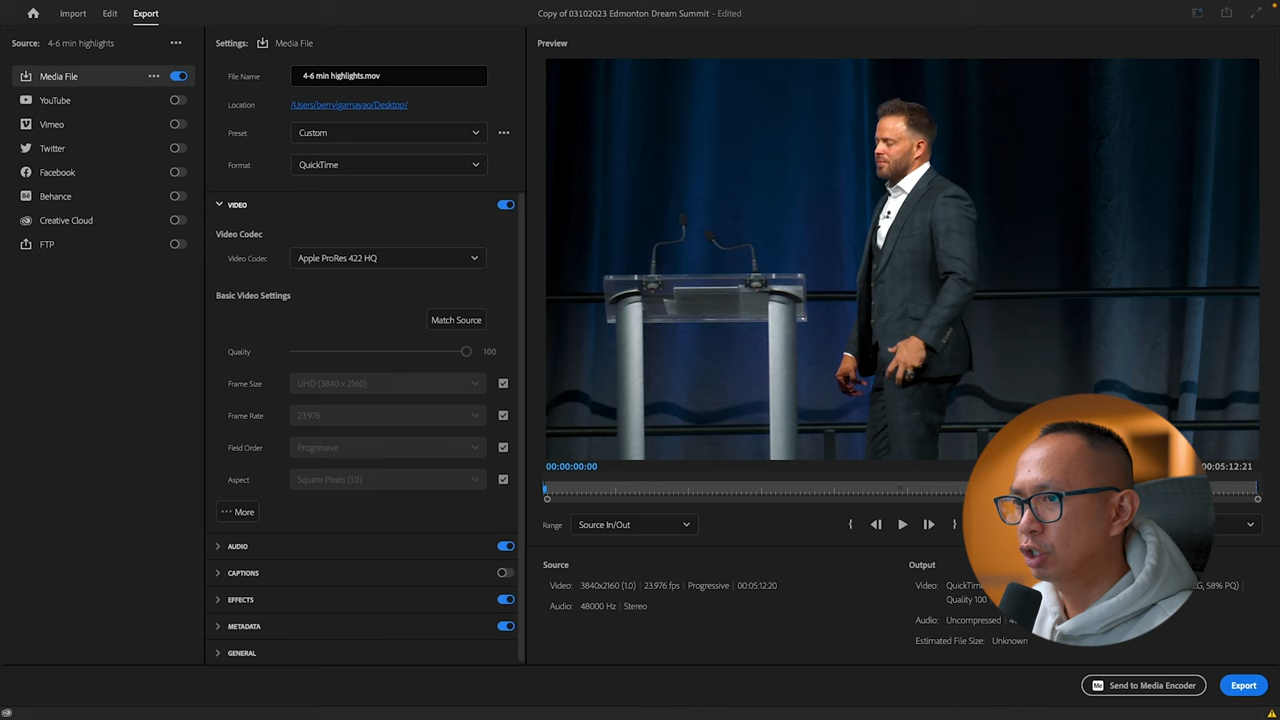 Import Edit Export
Copy of 03102023 Edmonton Dream Summit - Edited
Source: 4-6 min highlights
Media File
YouTube
Vimeo
Twitter
Facebook
Behance
Creative Cloud
FTP
Settings: Media File
File Name 4-6 min highlights.mov
Location /Users/berrylgamayao/Desktop/
Preset Custom
Format QuickTime
VIDEO
Video Codec
Video Codec Apple ProRes 422 HQ
Basic Video Settings
Match Source
Quality 100
Frame Size UHD (3840 x 2160)
Frame Rate 23.976
Field Order Progressive
Aspect Square Pixels (1.0)
More
AUDIO
CAPTIONS
EFFECTS
METADATA
GENERAL
Preview
00:00:00:00 00:05:12:21
Range Source In/Out
Source
Video: 3840x2160 (1.0) | 23.976 fps | Progressive | 00:05:12:20
Audio: 48000 Hz | Stereo
Output
Video: QuickTi 58% PQ) |
Quality 100
Audio: Uncompressed
Estimated File Size: Unknown
Me Send to Media Encoder
Export